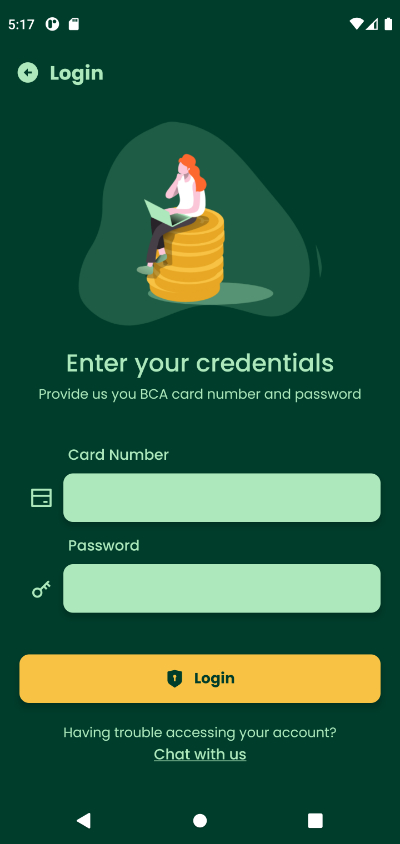 5:17
Login
Enter your credentials
Provide us you BCA card number and password
Card Number
Password
Login
Having trouble accessing your account?
Chat with us